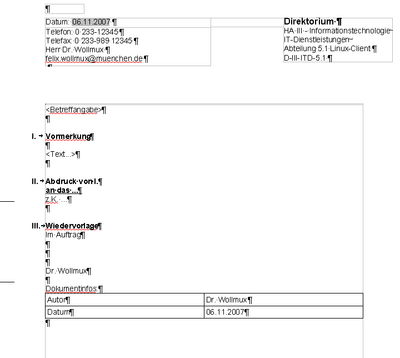 Datum: 06.11.2007
Telefon: 0 233-12345
Telefax: 0 233-989 12345
Herr Dr. Wollmux
felix.wollmux@muenchen.de
Direktorium
HA III - Informationstechnologie
IT-Dienstleistungen
Abteilung 5.1 Linux-Client
D-III-ITD-5.1
<Betreffangabe>
I. Vormerkung
<Text...>
II. Abdruck von I.
an das ...
z.K. ...
III. Wiedervorlage
Im Auftrag
Dr. Wollmux
Dokumentinfos
Autor Dr. Wollmux
Datum 06.11.2007